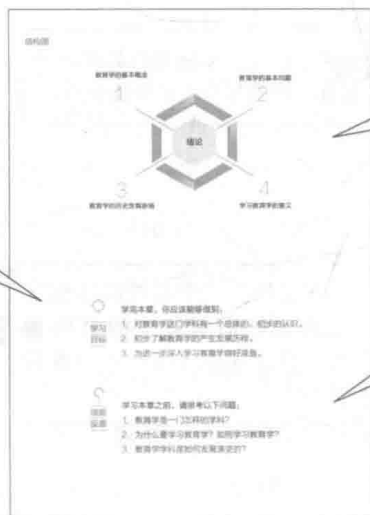 结构图
教育学的基本概念
教育学的基本问题
1
2
绪论
3
4
教育学的历史发展脉络
学习教育学的意义
学完本章，你应该能够做到：
学习
目标
1. 对教育学这门学科有一个总体的、初步的认识。
2. 初步了解教育学的产生发展历程。
3. 为进一步深入学习教育学做好准备。
学习本章之前，请思考以下问题：
1. 教育学是一门怎样的学科？
2. 为什么要学习教育学？如何学习教育学？
3. 教育学学科是如何发展演变的？